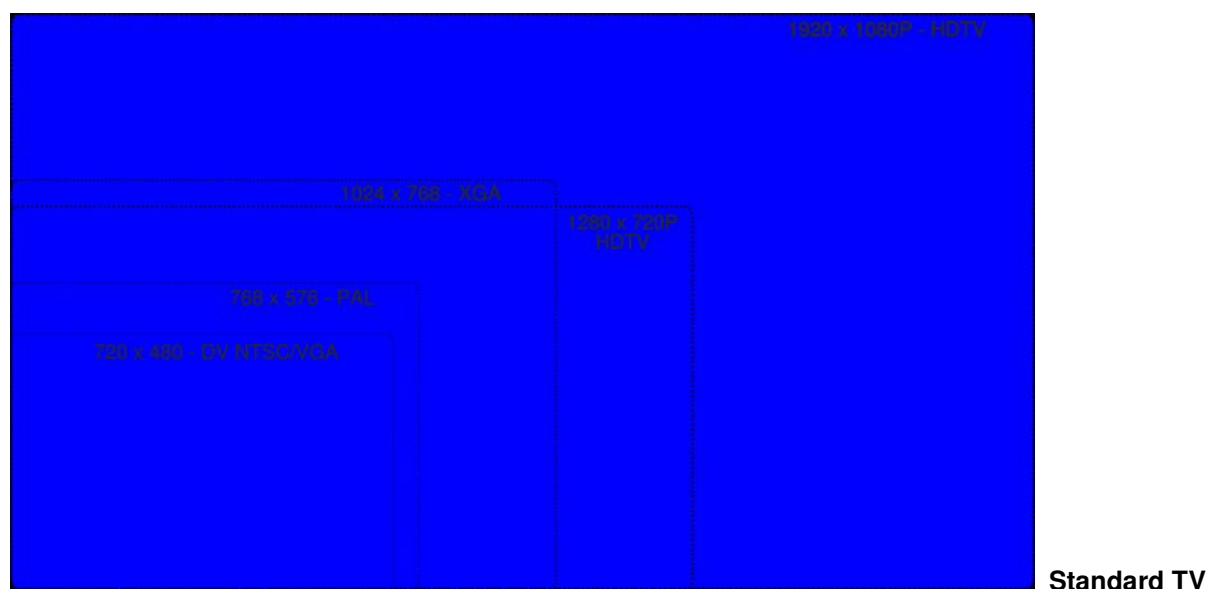 1920 x 1080P - HDTV
1024 x 768 - XGA
1280 x 720P
HDTV
768 x 576 - PAL
720 x 480 - DV NTSC/VGA
Standard TV